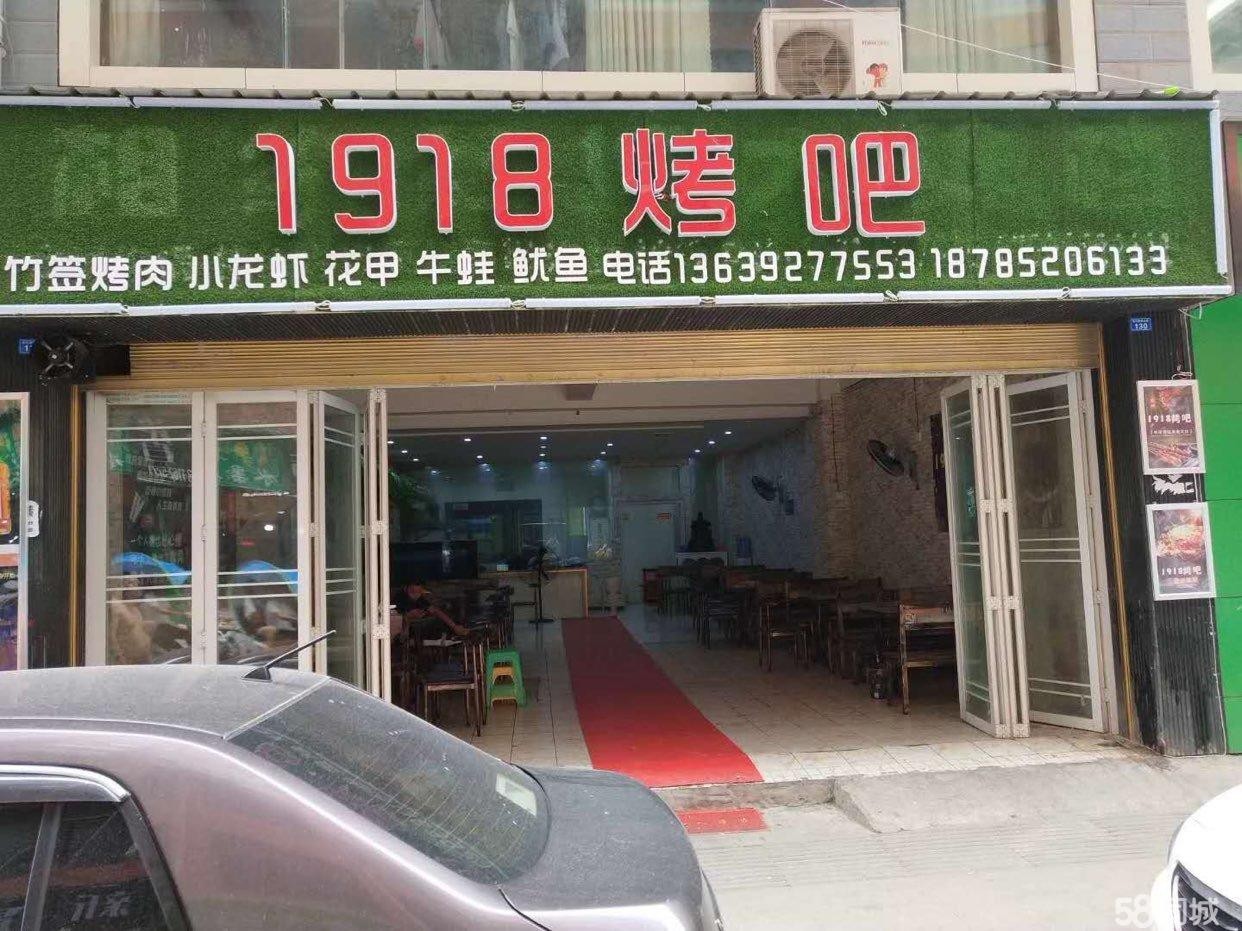 1918 烤 吧
竹签烤肉 小龙虾 花甲 牛蛙 鱿鱼 电话13639277553 18785206133
130
1918烤吧
1918烤吧
58同城